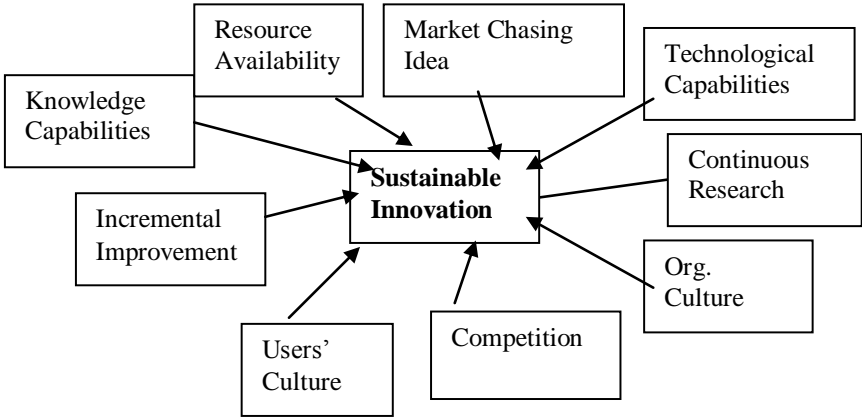 Resource
Availability
Market Chasing
Idea
Technological
Capabilities
Knowledge
Capabilities
Continuous
Research
Sustainable
Innovation
Incremental
Improvement
Org.
Culture
Users’
Culture
Competition